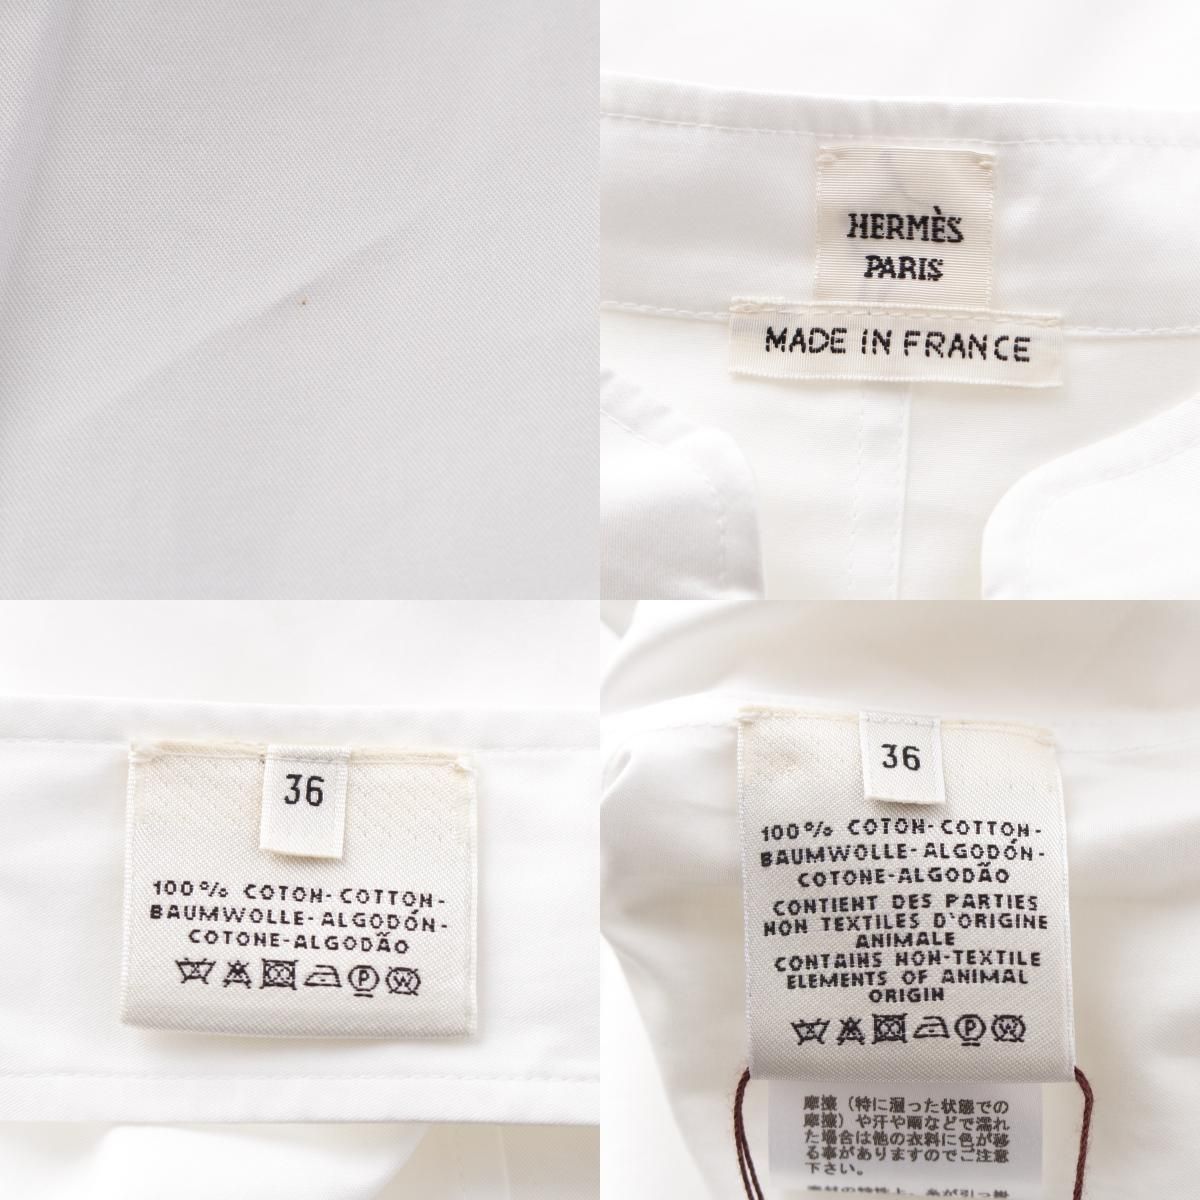 HERMÈS
PARIS
MADE IN FRANCE
36
100% COTON-COTTON-
BAUMWOLLE-ALGODÓN-
COTONE-ALGODÃO
P
W
36
100% COTON-COTTON-
BAUMWOLLE-ALGODÓN-
COTONE-ALGODÃO
CONTIENT DES PARTIES
NON TEXTILES D'ORIGINE
ANIMALE
CONTAINS NON-TEXTILE
ELEMENTS OF ANIMAL
ORIGIN
P
W
摩擦（特に湿った状態での
摩擦）や汗や雨などで濡れ
た場合は他の衣料に色が移
る事がありますのでご注意
下さい。